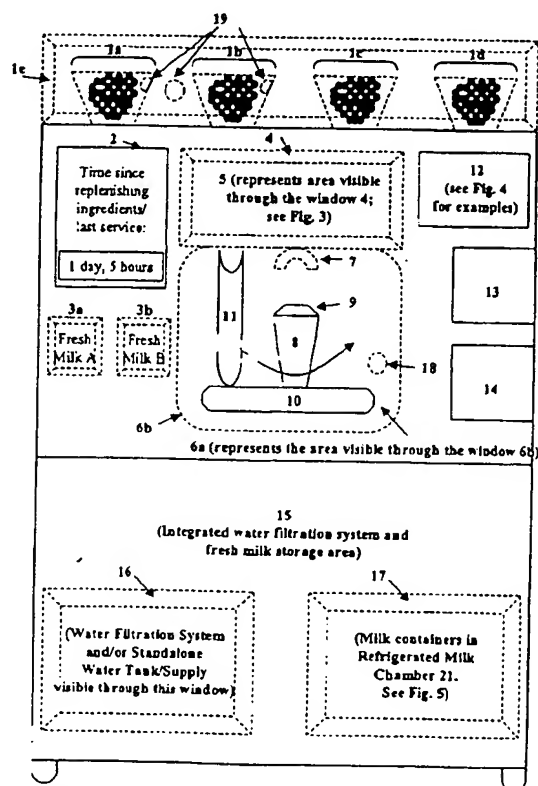 19
1a
1b
1c
1d
1e
2
4
Time since
replenishing
ingredients/
last service:
1 day, 5 hours
5 (represents area visible
through the window 4;
see Fig. 3)
12
(see Fig. 4
for examples)
7
3a
3b
Fresh
Milk A
Fresh
Milk B
11
9
8
13
18
14
10
6b
6a (represents the area visible through the window 6b)
15
(Integrated water filtration system and
fresh milk storage area)
16
17
(Water Filtration System
and/or Standalone
Water Tank/Supply
visible through this window)
(Milk containers in
Refrigerated Milk
Chamber 21.
See Fig. 5)